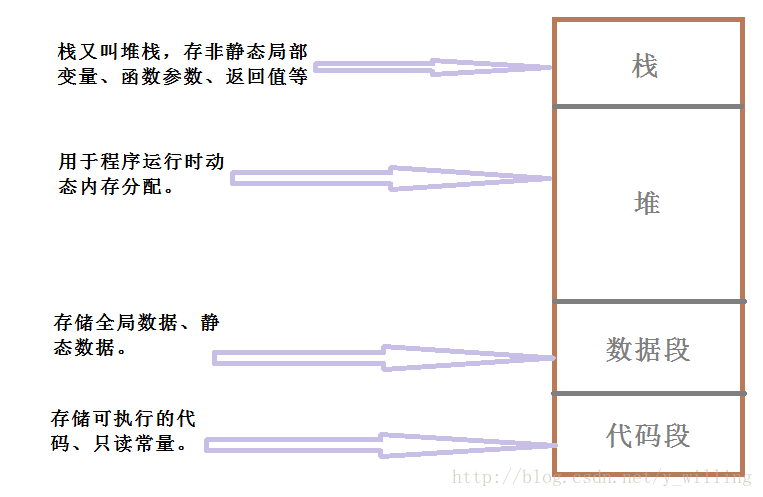 栈又叫堆栈，存非静态局部
变量、函数参数、返回值等
栈
用于程序运行时动
态内存分配。
堆
存储全局数据、静
态数据。
数据段
存储可执行的代
码、只读常量。
代码段
http://blog.csdn.net/y_willing